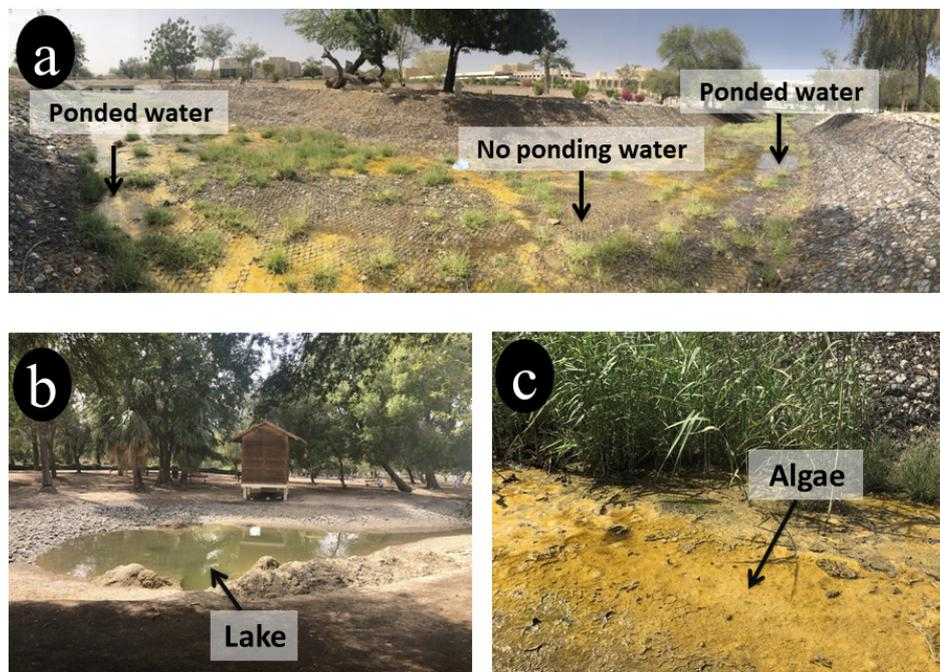 a
Ponded water
Ponded water
No ponding water
b
Lake
c
Algae